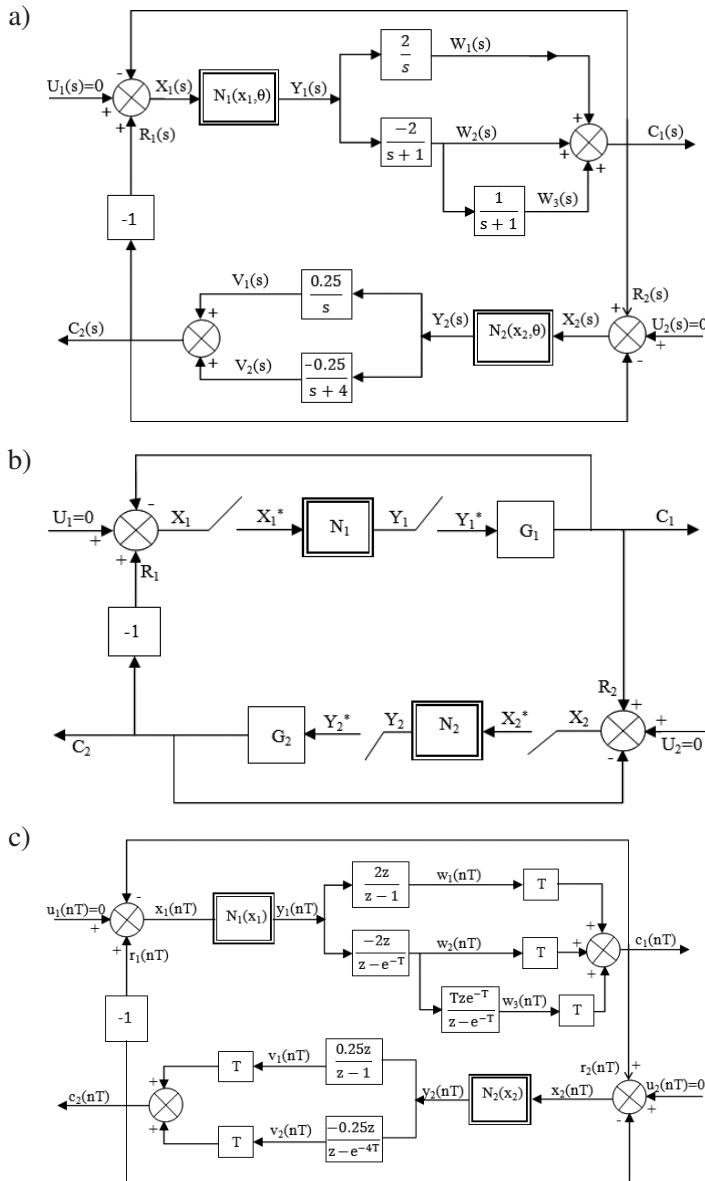 a)
U₁(s)=0
-
+
+
X₁(s)
R₁(s)
N₁(x₁,θ)
Y₁(s)
2/s
W₁(s)
-2/(s + 1)
W₂(s)
1/(s + 1)
W₃(s)
+
+
+
C₁(s)
-1
C₂(s)
V₁(s)
0.25/s
V₂(s)
-0.25/(s + 4)
+
+
Y₂(s)
N₂(x₂,θ)
X₂(s)
R₂(s)
+
U₂(s)=0
+
-
b)
U₁=0
-
+
+
X₁
R₁
X₁*
N₁
Y₁
Y₁*
G₁
C₁
-1
C₂
G₂
Y₂*
Y₂
N₂
X₂*
X₂
R₂
+
+
U₂=0
-
c)
u₁(nT)=0
-
+
+
x₁(nT)
r₁(nT)
N₁(x₁)
y₁(nT)
2z/(z − 1)
w₁(nT)
T
-2z/(z − e⁻ᵀ)
w₂(nT)
T
Tze⁻ᵀ/(z − e⁻ᵀ)
w₃(nT)
T
+
+
+
c₁(nT)
-1
c₂(nT)
+
+
T
v₁(nT)
0.25z/(z − 1)
T
v₂(nT)
−0.25z/(z − e⁻⁴ᵀ)
y₂(nT)
N₂(x₂)
x₂(nT)
r₂(nT)
+
u₂(nT)=0
+
-